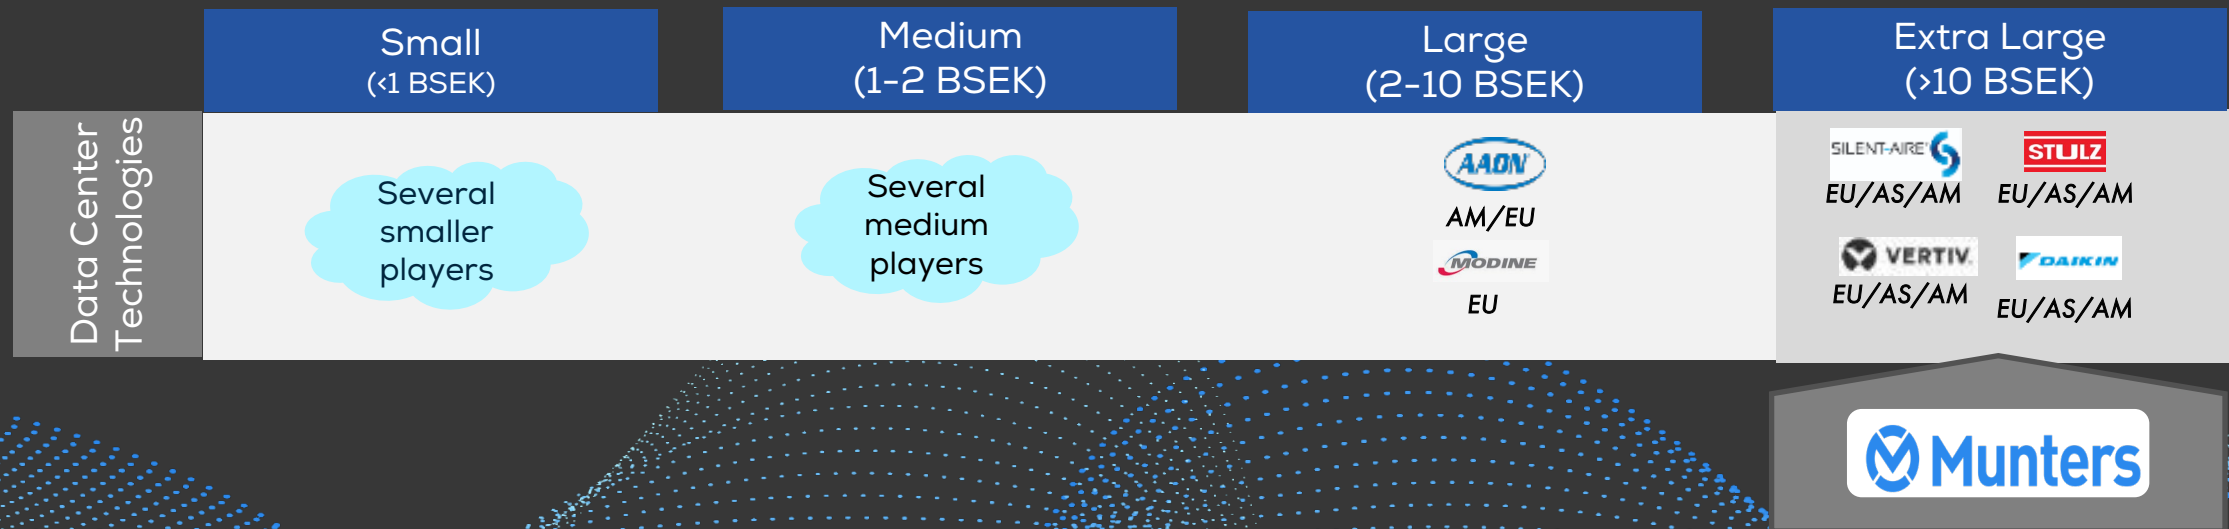 Small
(<1 BSEK)
Medium
(1-2 BSEK)
Large
(2-10 BSEK)
Extra Large
(>10 BSEK)
Data Center
Technologies
Several
smaller
players
Several
medium
players
AAON
AM/EU
MODINE
EU
SILENT-AIRE
EU/AS/AM
STULZ
EU/AS/AM
VERTIV.
EU/AS/AM
DAIKIN
EU/AS/AM
Munters